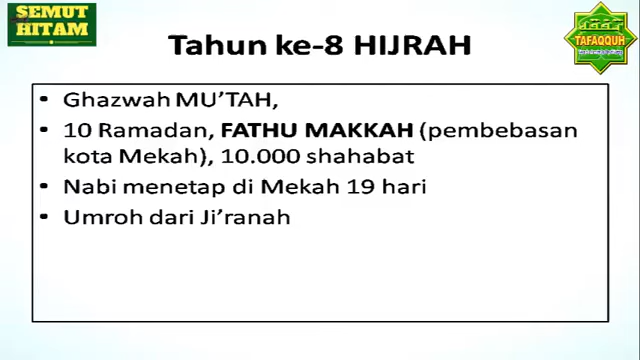 SEMUT
HITAM
TAFAQQUH
Tahun ke-8 HIJRAH
• Ghazwah MU'TAH,
• 10 Ramadan, FATHU MAKKAH (pembebasan
kota Mekah), 10.000 shahabat
• Nabi menetap di Mekah 19 hari
• Umroh dari Ji'ranah